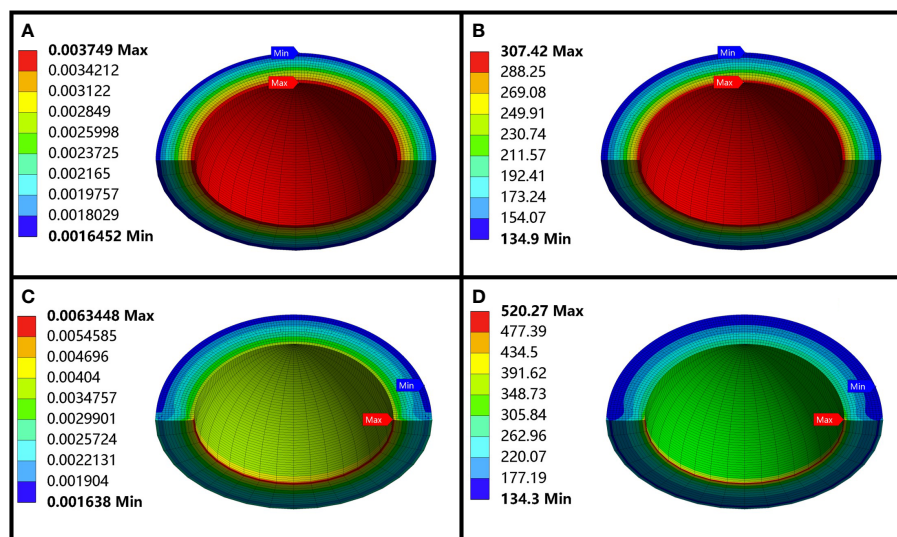 A
0.003749 Max
0.0034212
0.003122
0.002849
0.0025998
0.0023725
0.002165
0.0019757
0.0018029
0.0016452 Min
Min
Max
B
307.42 Max
288.25
269.08
249.91
230.74
211.57
192.41
173.24
154.07
134.9 Min
Min
Max
C
0.0063448 Max
0.0054585
0.004696
0.00404
0.0034757
0.0029901
0.0025724
0.0022131
0.001904
0.001638 Min
Min
Max
D
520.27 Max
477.39
434.5
391.62
348.73
305.84
262.96
220.07
177.19
134.3 Min
Min
Max